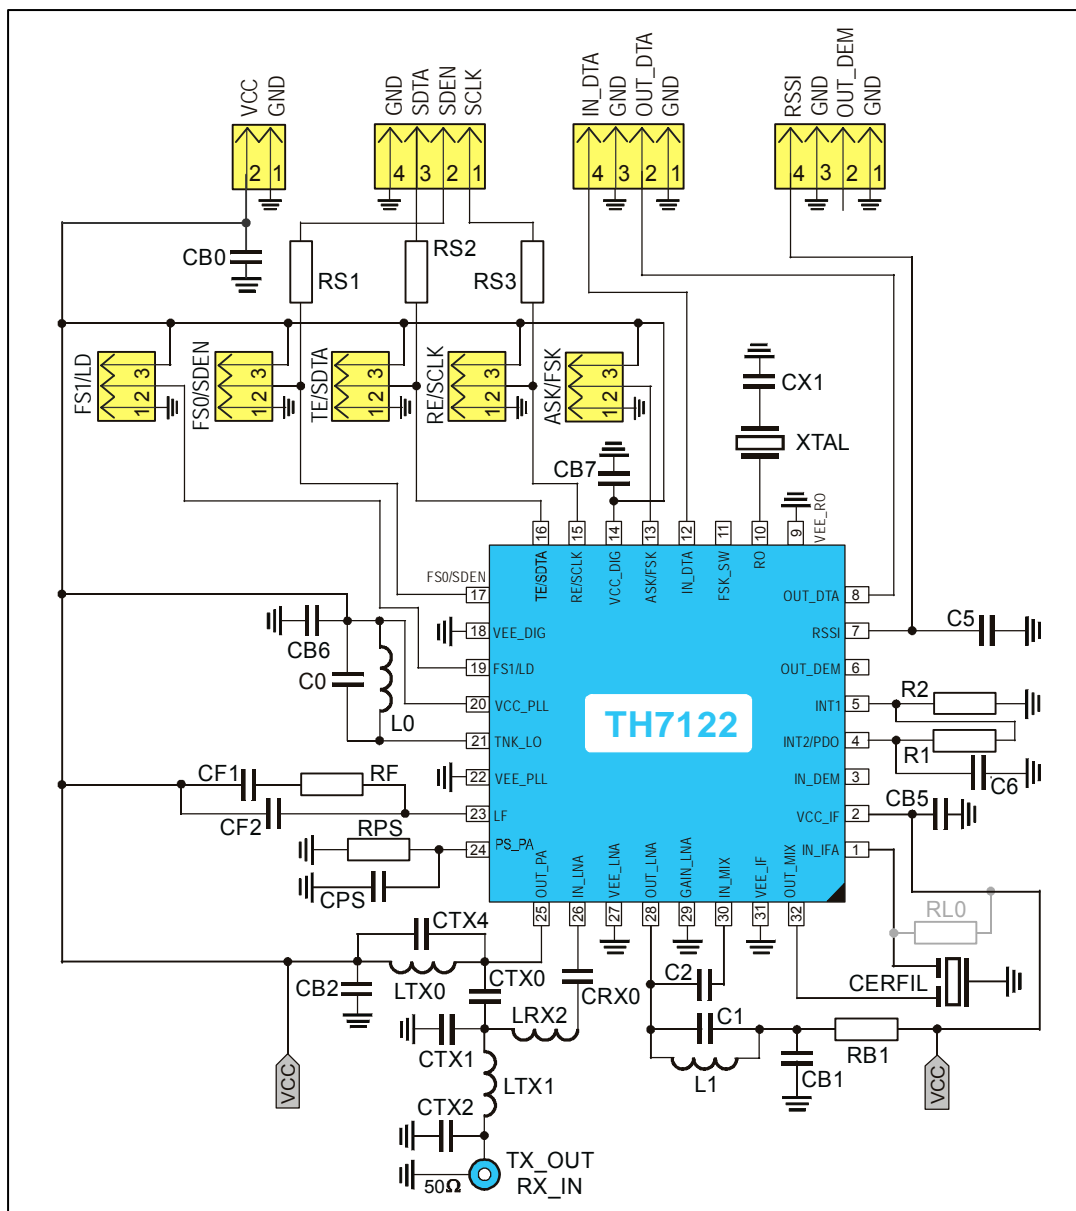 VCC
GND
GND
SDTA
SDEN
SCLK
IN_DTA
GND
OUT_DTA
GND
RSSI
GND
OUT_DEM
GND
2 1
4 3 2 1
4 3 2 1
4 3 2 1
CB0
RS1
RS2
RS3
FS1/LD
1 2 3
FS0/SDEN
1 2 3
TE/SDTA
1 2 3
RE/SCLK
1 2 3
ASK/FSK
1 2 3
CX1
XTAL
CB7
16 15 14 13 12 11 10 9
VEE_RO
TE/SDTA
RE/SCLK
VCC_DIG
ASK/FSK
IN_DTA
FSK_SW
RO
FS0/SDEN
17
18 VEE_DIG
19 FS1/LD
20 VCC_PLL
21 TNK_LO
22 VEE_PLL
23 LF
24 PS_PA
OUT_DTA 8
RSSI 7
OUT_DEM 6
INT1 5
INT2/PDO 4
IN_DEM 3
VCC_IF 2
IN_IFA 1
TH7122
CB6
C0
L0
CF1
RF
CF2
RPS
CPS
C5
R2
R1
C6
CB5
OUT_PA
IN_LNA
VEE_LNA
OUT_LNA
GAIN_LNA
IN_MIX
VEE_IF
OUT_MIX
25 26 27 28 29 30 31 32
CTX4
CB2
LTX0
CTX0
CRX0
LRX2
CTX1
LTX1
CTX2
C2
C1
L1
CB1
RB1
RL0
CERFIL
VCC
VCC
50Ω
TX_OUT
RX_IN